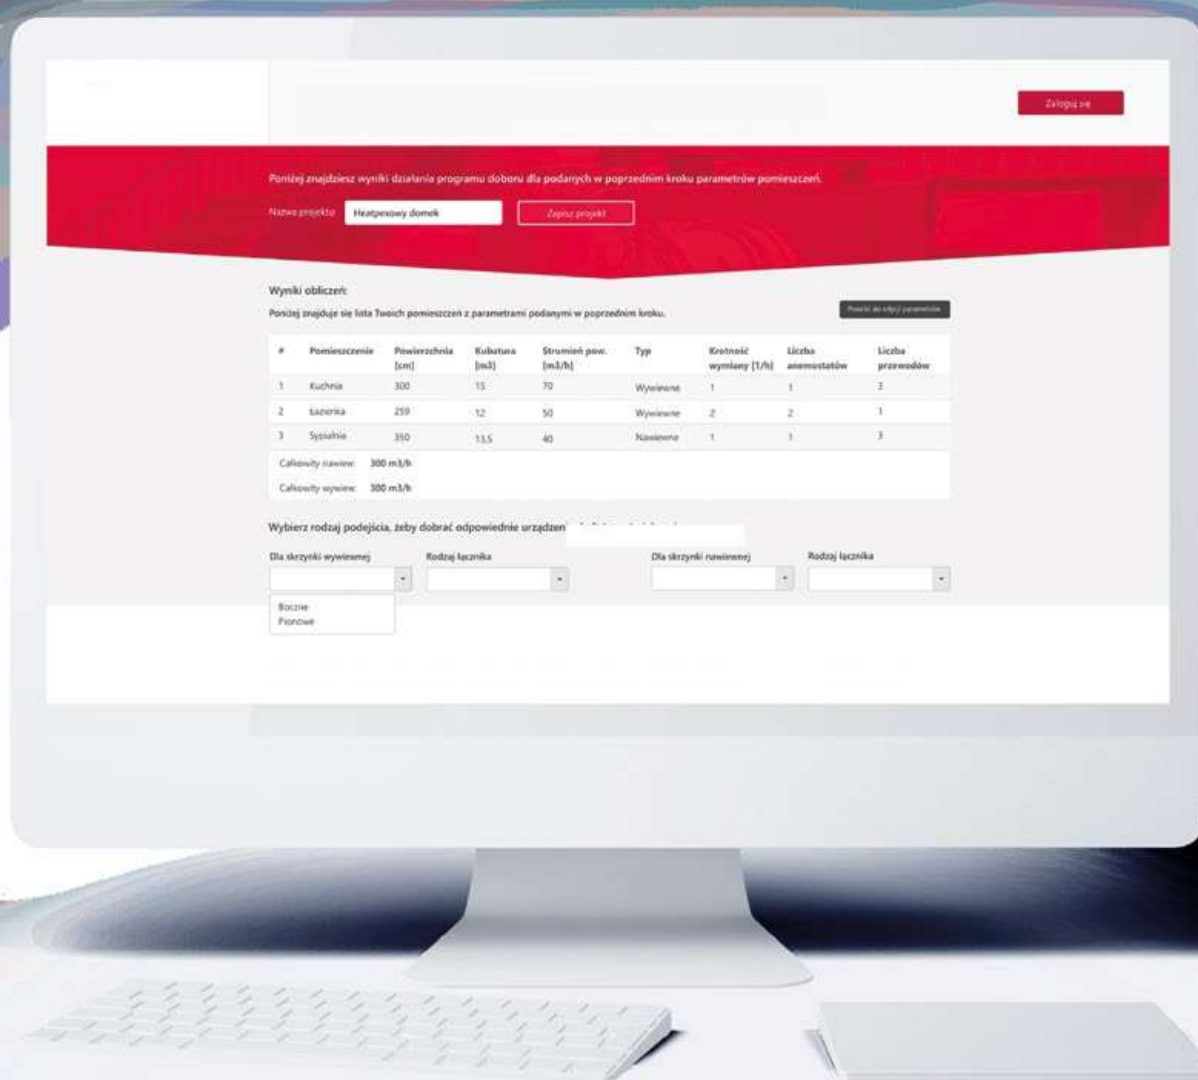 Zaloguj się
Poniżej znajdziesz wyniki działania programu doboru dla podanych w poprzednim kroku parametrów pomieszczeń.
Nazwa projektu Heatpexowy domek Zapisz projekt
Wyniki obliczeń:
Poniżej znajduje sie lista Twoich pomieszczeń z parametrami podanymi w poprzednim kroku.
Powróć do edycji parametrów
# Pomieszczenie Powierzchnia [cm] Kubatura [m3] Strumień pow. [m3/h] Typ Krotność wymiany [1/h] Liczba anemostatów Liczba przewodów
1 Kuchnia 300 15 70 Wywiewne 1 1 3
2 Łazienka 259 12 50 Wywiewne 2 2 1
3 Sypialnia 350 13,5 40 Nawiewne 1 1 3
Całkowity nawiew: 300 m3/h
Całkowity wywiew: 300 m3/h
Wybierz rodzaj podejścia, żeby dobrać odpowiednie
Dla skrzynki wywiewnej Rodzaj łącznika Dla skrzynki nawiewnej Rodzaj łącznika
Boczne
Pionowe